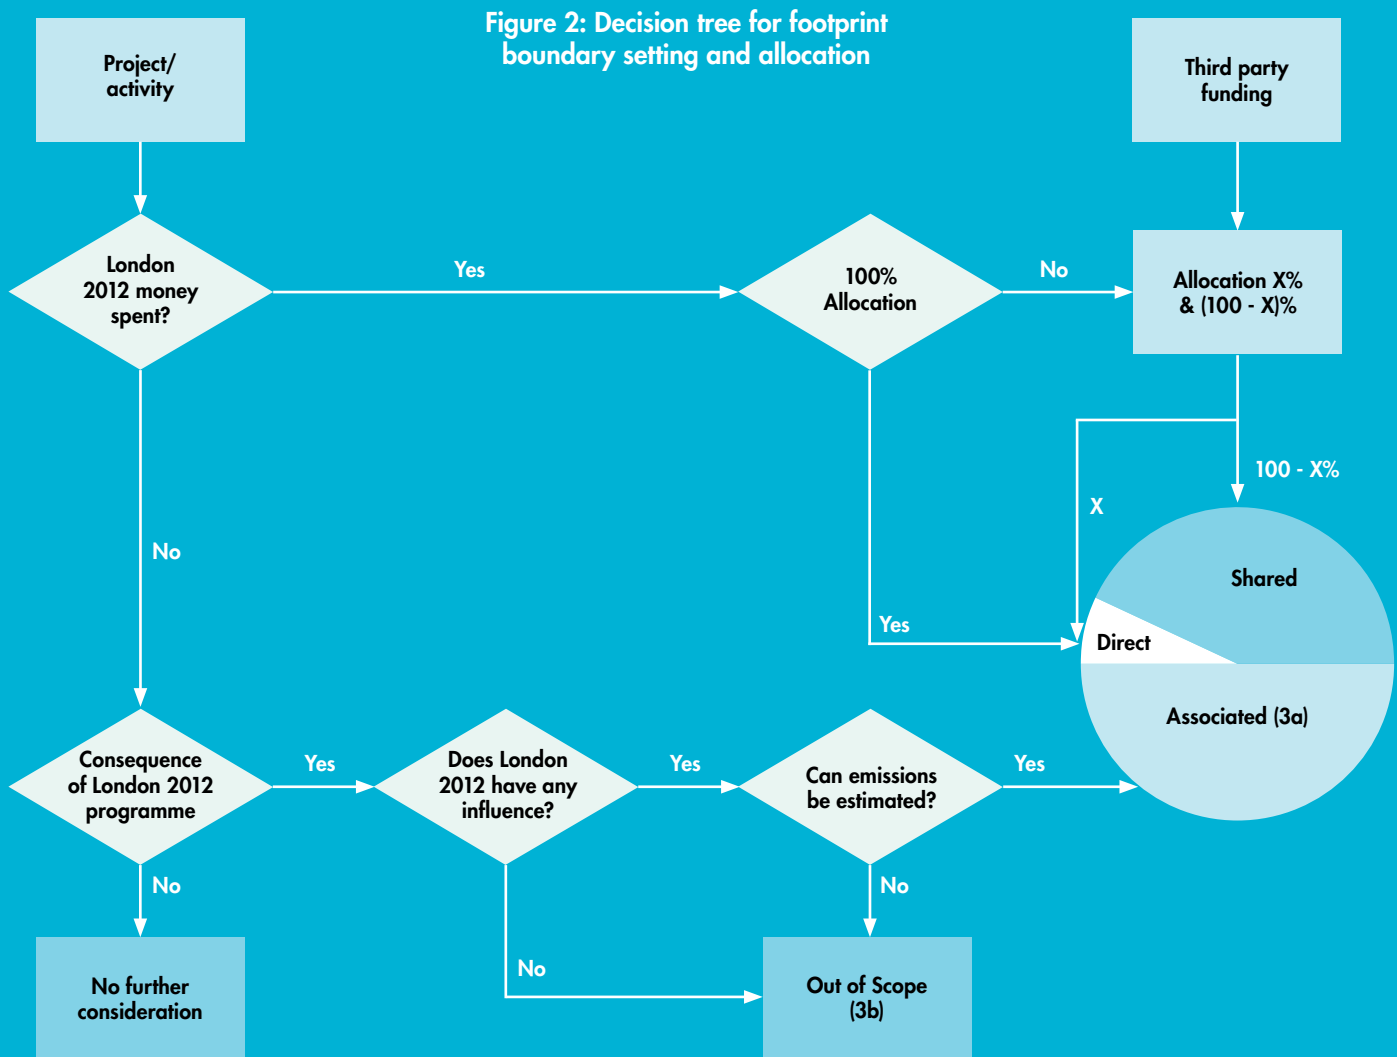 Figure 2: Decision tree for footprint
boundary setting and allocation
Project/
activity
Third party
funding
London
2012 money
spent?
Yes
100%
Allocation
No
Allocation X%
& (100 - X)%
100 - X%
X
No
Shared
Yes
Direct
Associated (3a)
Consequence
of London 2012
programme
Yes
Does London
2012 have any
influence?
Yes
Can emissions
be estimated?
Yes
No
No
No
No further
consideration
Out of Scope
(3b)